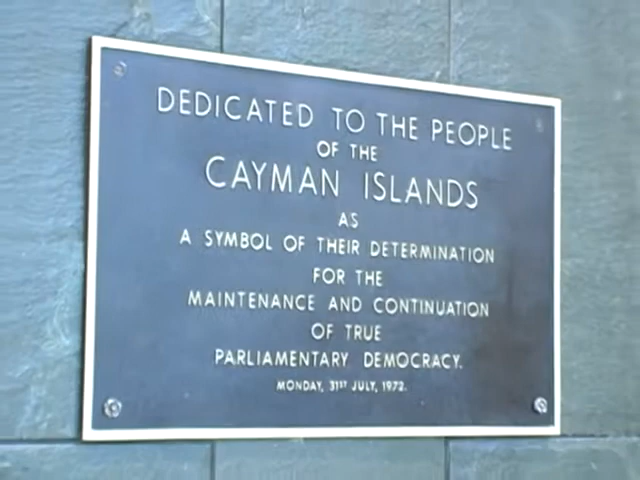 DEDICATED TO THE PEOPLE
OF THE
CAYMAN ISLANDS
AS
A SYMBOL OF THEIR DETERMINATION
FOR THE
MAINTENANCE AND CONTINUATION
OF TRUE
PARLIAMENTARY DEMOCRACY.
MONDAY, 31ST JULY, 1972.